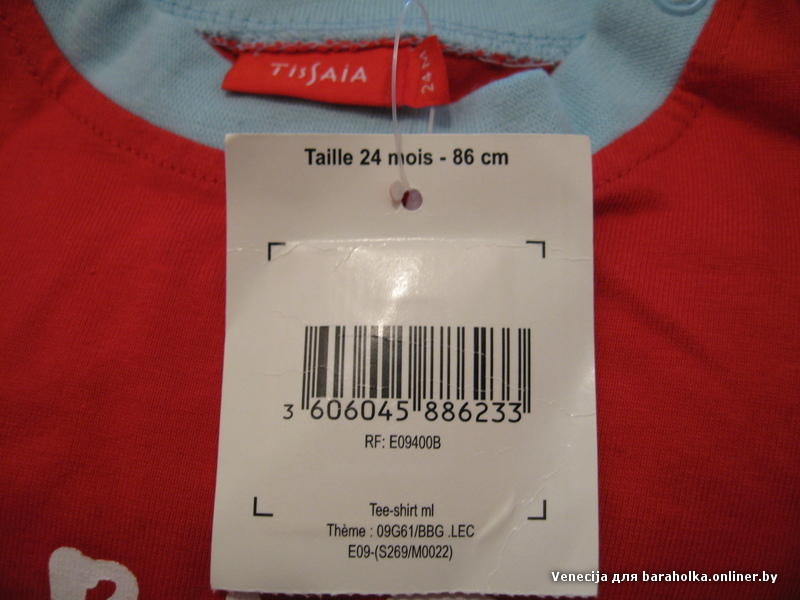 TISSAIA
24 M
Taille 24 mois - 86 cm
3 606045 886233
RF: E09400B
Tee-shirt ml
Thème : 09G61/BBG .LEC
E09-(S269/M0022)
Venecija для baraholka.onliner.by